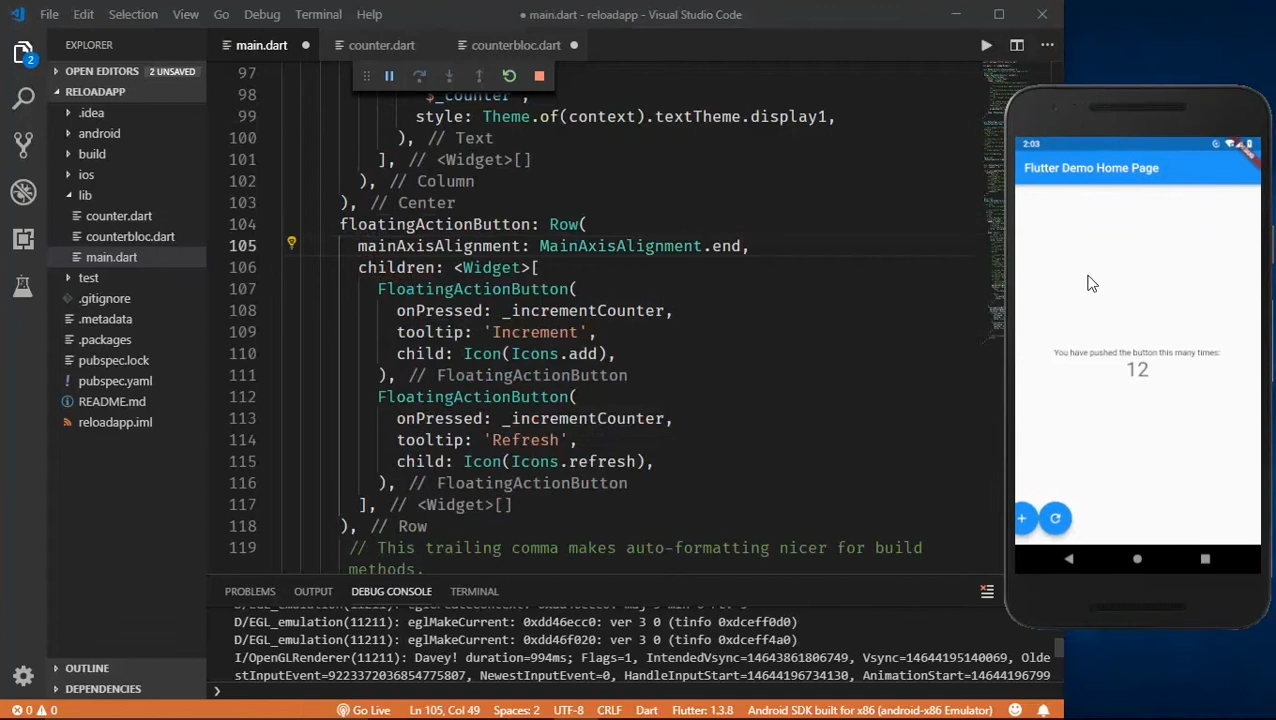 File Edit Selection View Go Debug Terminal Help
● main.dart - reloadapp - Visual Studio Code
EXPLORER
OPEN EDITORS 2 UNSAVED
RELOADAPP
.idea
android
build
ios
lib
counter.dart
counterbloc.dart
main.dart
test
.gitignore
.metadata
.packages
pubspec.lock
pubspec.yaml
README.md
reloadapp.iml
OUTLINE
DEPENDENCIES
2
main.dart ● counter.dart counterbloc.dart ●
97
98 '$_counter',
99 style: Theme.of(context).textTheme.display1,
100 ), // Text
101 ], // <Widget>[]
102 ), // Column
103 ), // Center
104 floatingActionButton: Row(
105 mainAxisAlignment: MainAxisAlignment.end,
106 children: <Widget>[
107 FloatingActionButton(
108 onPressed: _incrementCounter,
109 tooltip: 'Increment',
110 child: Icon(Icons.add),
111 ), // FloatingActionButton
112 FloatingActionButton(
113 onPressed: _incrementCounter,
114 tooltip: 'Refresh',
115 child: Icon(Icons.refresh),
116 ), // FloatingActionButton
117 ], // <Widget>[]
118 ), // Row
119 // This trailing comma makes auto-formatting nicer for build
methods.
PROBLEMS OUTPUT DEBUG CONSOLE TERMINAL
D/EGL_emulation(11211): eglMakeCurrent: 0xdd46ecc0: ver 3 0 (tinfo 0xdceff0d0)
D/EGL_emulation(11211): eglMakeCurrent: 0xdd46f020: ver 3 0 (tinfo 0xdceff4a0)
I/OpenGLRenderer(11211): Davey! duration=994ms; Flags=1, IntendedVsync=14643861806749, Vsync=14644195140069, Olde
stInputEvent=9223372036854775807, NewestInputEvent=0, HandleInputStart=14644196734130, AnimationStart=14644196799
0 0 Go Live Ln 105, Col 49 Spaces: 2 UTF-8 CRLF Dart Flutter: 1.3.8 Android SDK built for x86 (android-x86 Emulator)
2:03
Flutter Demo Home Page
You have pushed the button this many times:
12